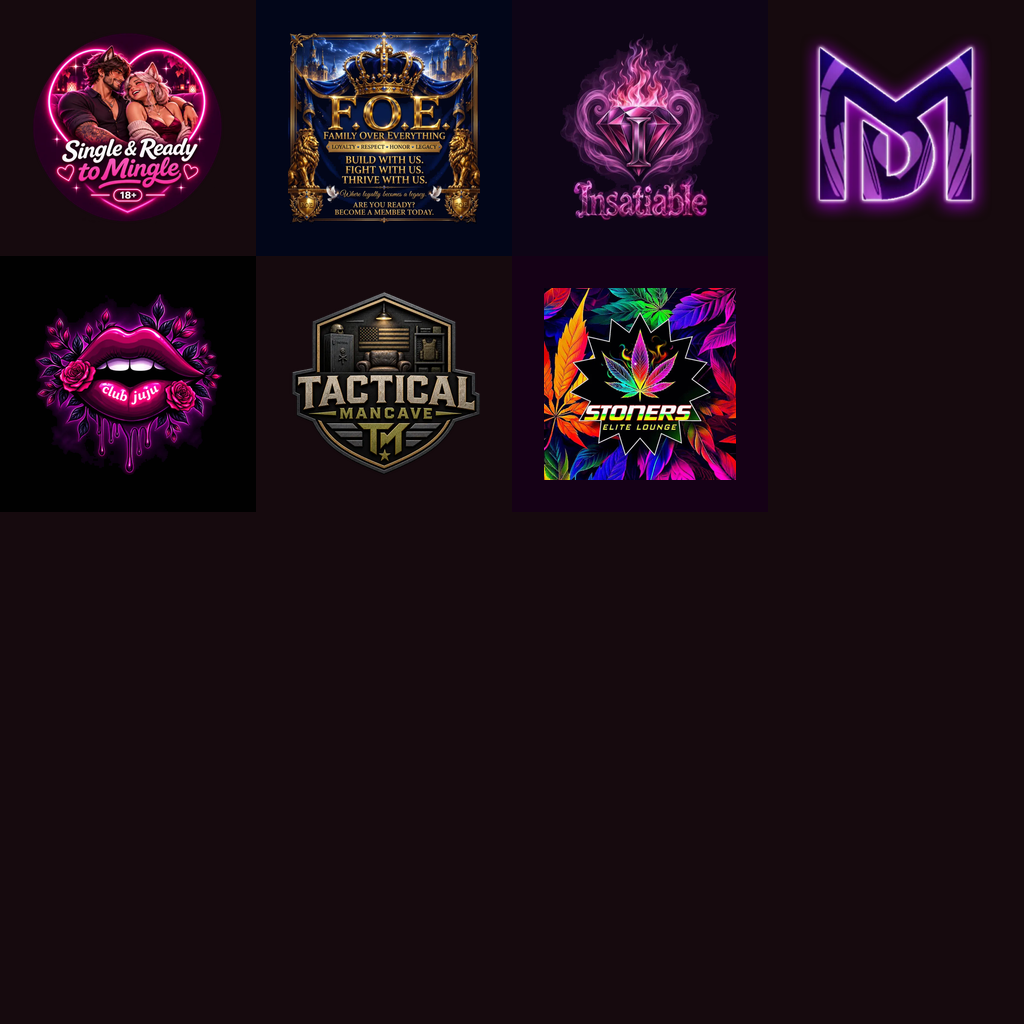 Single & Ready
to Mingle
18+
F.O.E.
FAMILY OVER EVERYTHING
LOYALTY • RESPECT • HONOR • LEGACY
BUILD WITH US.
FIGHT WITH US.
THRIVE WITH US.
Where loyalty becomes a legacy.
ARE YOU READY?
BECOME A MEMBER TODAY.
I
Insatiable
MD
club juju
TACTICAL
MANCAVE
TM
STONERS
ELITE LOUNGE